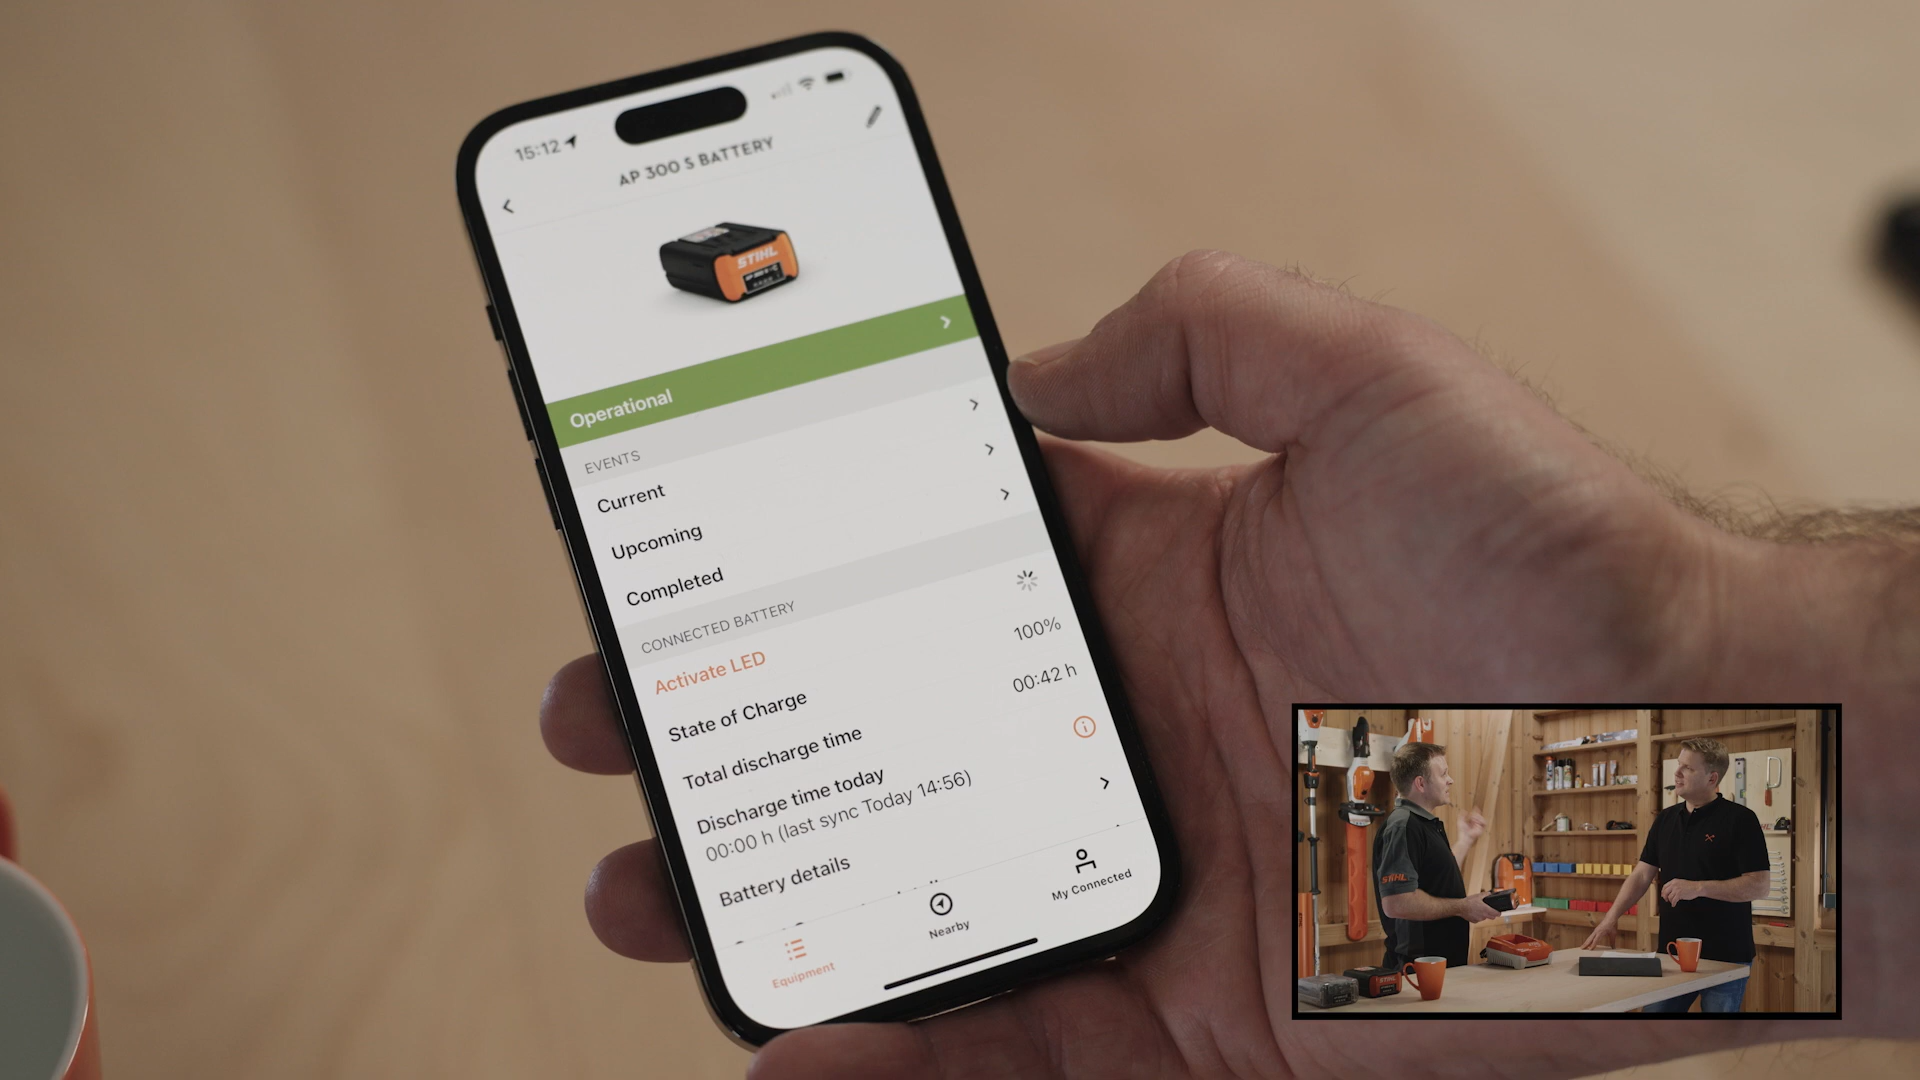 15:12
AP 300 S BATTERY
STIHL
Operational
EVENTS
Current
Upcoming
Completed
CONNECTED BATTERY
Activate LED
State of Charge 100%
Total discharge time 00:42 h
Discharge time today
00:00 h (last sync Today 14:56)
Battery details
Equipment
Nearby
My Connected
STIHL